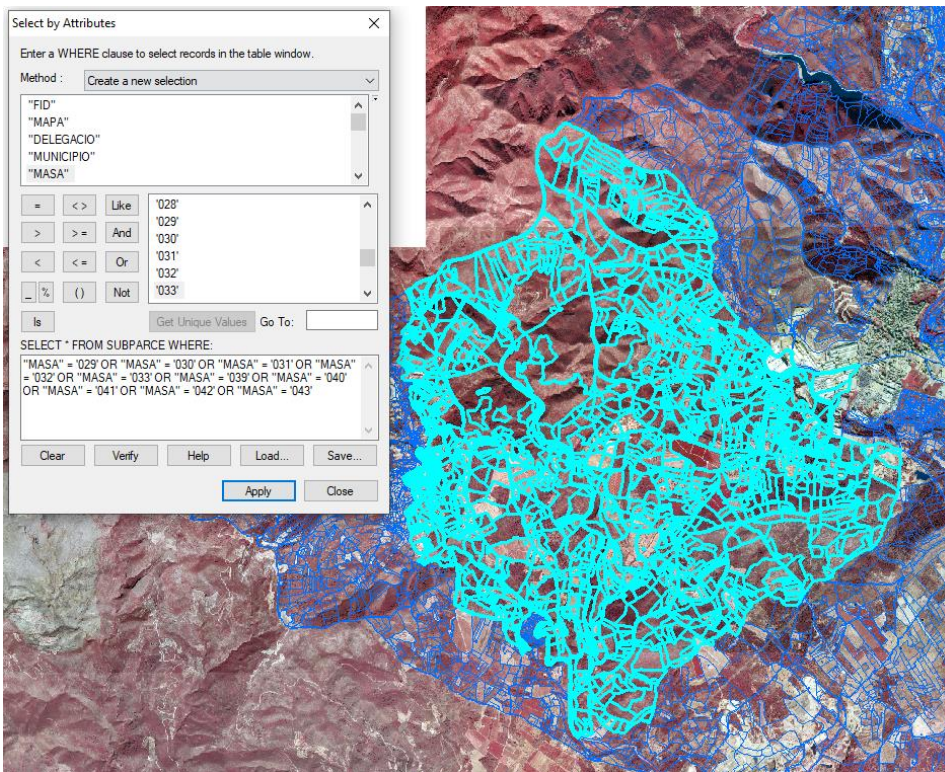 Select by Attributes
Enter a WHERE clause to select records in the table window.
Method : Create a new selection
"FID"
"MAPA"
"DELEGACIO"
"MUNICIPIO"
"MASA"
= < > Like
> > = And
< < = Or
_ % ( ) Not
Is
'028'
'029'
'030'
'031'
'032'
'033'
Get Unique Values Go To:
SELECT * FROM SUBPARCE WHERE:
"MASA" = '029' OR "MASA" = '030' OR "MASA" = '031' OR "MASA"
= '032' OR "MASA" = '033' OR "MASA" = '039' OR "MASA" = '040'
OR "MASA" = '041' OR "MASA" = '042' OR "MASA" = '043'
Clear Verify Help Load... Save...
Apply Close